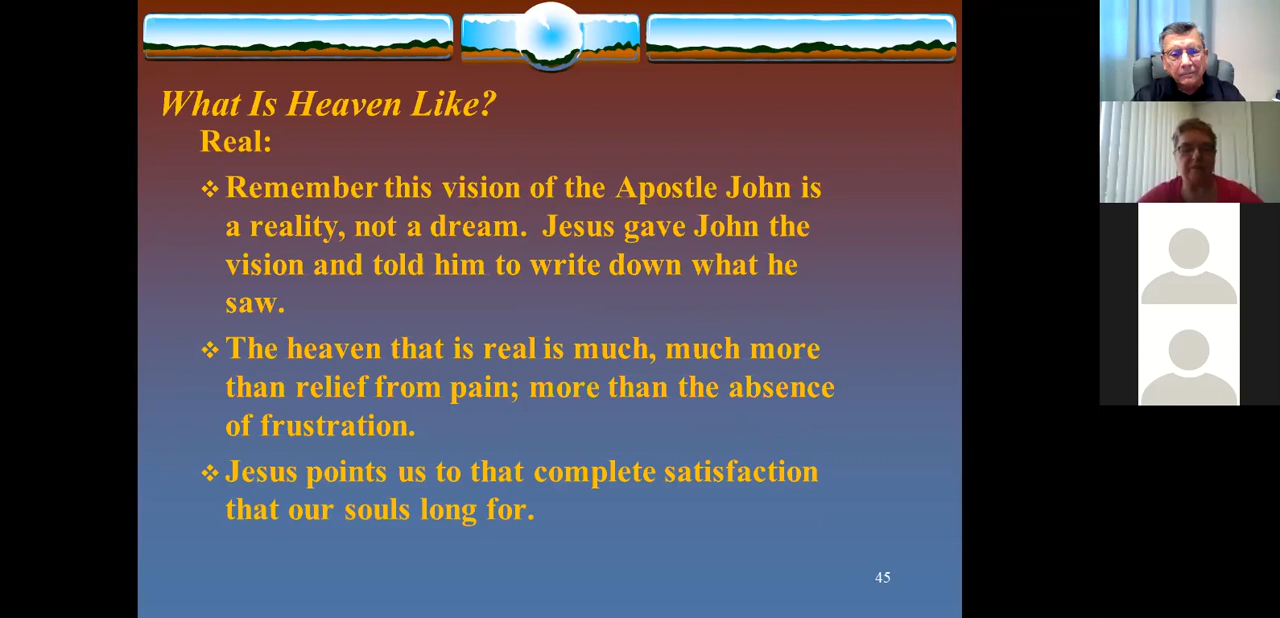 What Is Heaven Like?
Real:
❖ Remember this vision of the Apostle John is
a reality, not a dream.  Jesus gave John the
vision and told him to write down what he
saw.
❖ The heaven that is real is much, much more
than relief from pain; more than the absence
of frustration.
❖ Jesus points us to that complete satisfaction
that our souls long for.
45